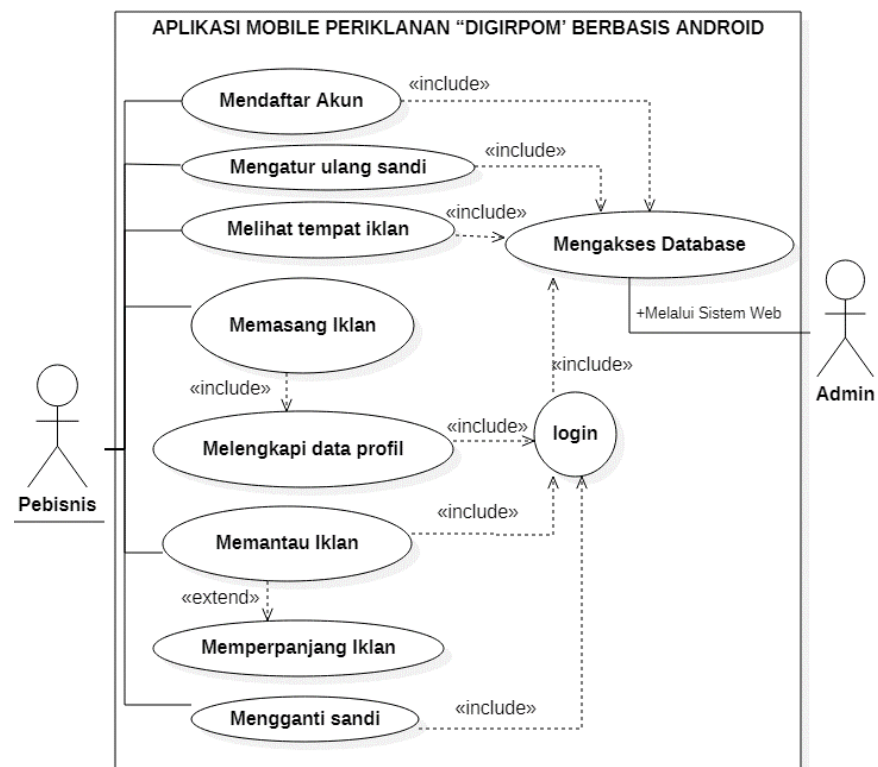 APLIKASI MOBILE PERIKLANAN “DIGIRPOM’ BERBASIS ANDROID
«include»
Mendaftar Akun
«include»
Mengatur ulang sandi
«include»
Melihat tempat iklan
Mengakses Database
+Melalui Sistem Web
Memasang Iklan
«include»
«include»
Admin
«include»
login
Melengkapi data profil
Pebisnis
«include»
Memantau Iklan
«extend»
Memperpanjang Iklan
«include»
Mengganti sandi